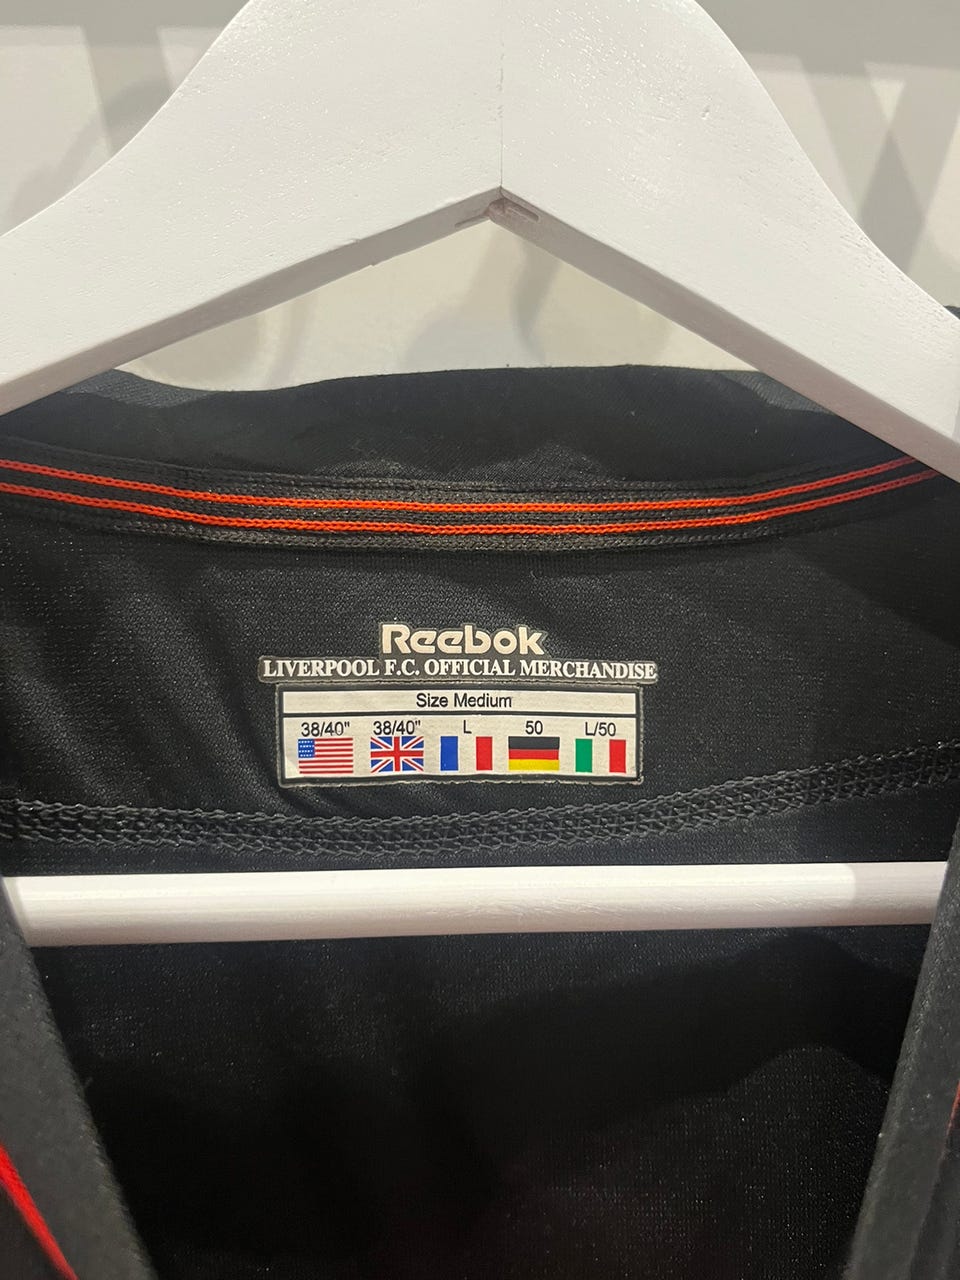 Reebok
LIVERPOOL F.C. OFFICIAL MERCHANDISE
Size Medium
38/40" 38/40" L 50 L/50